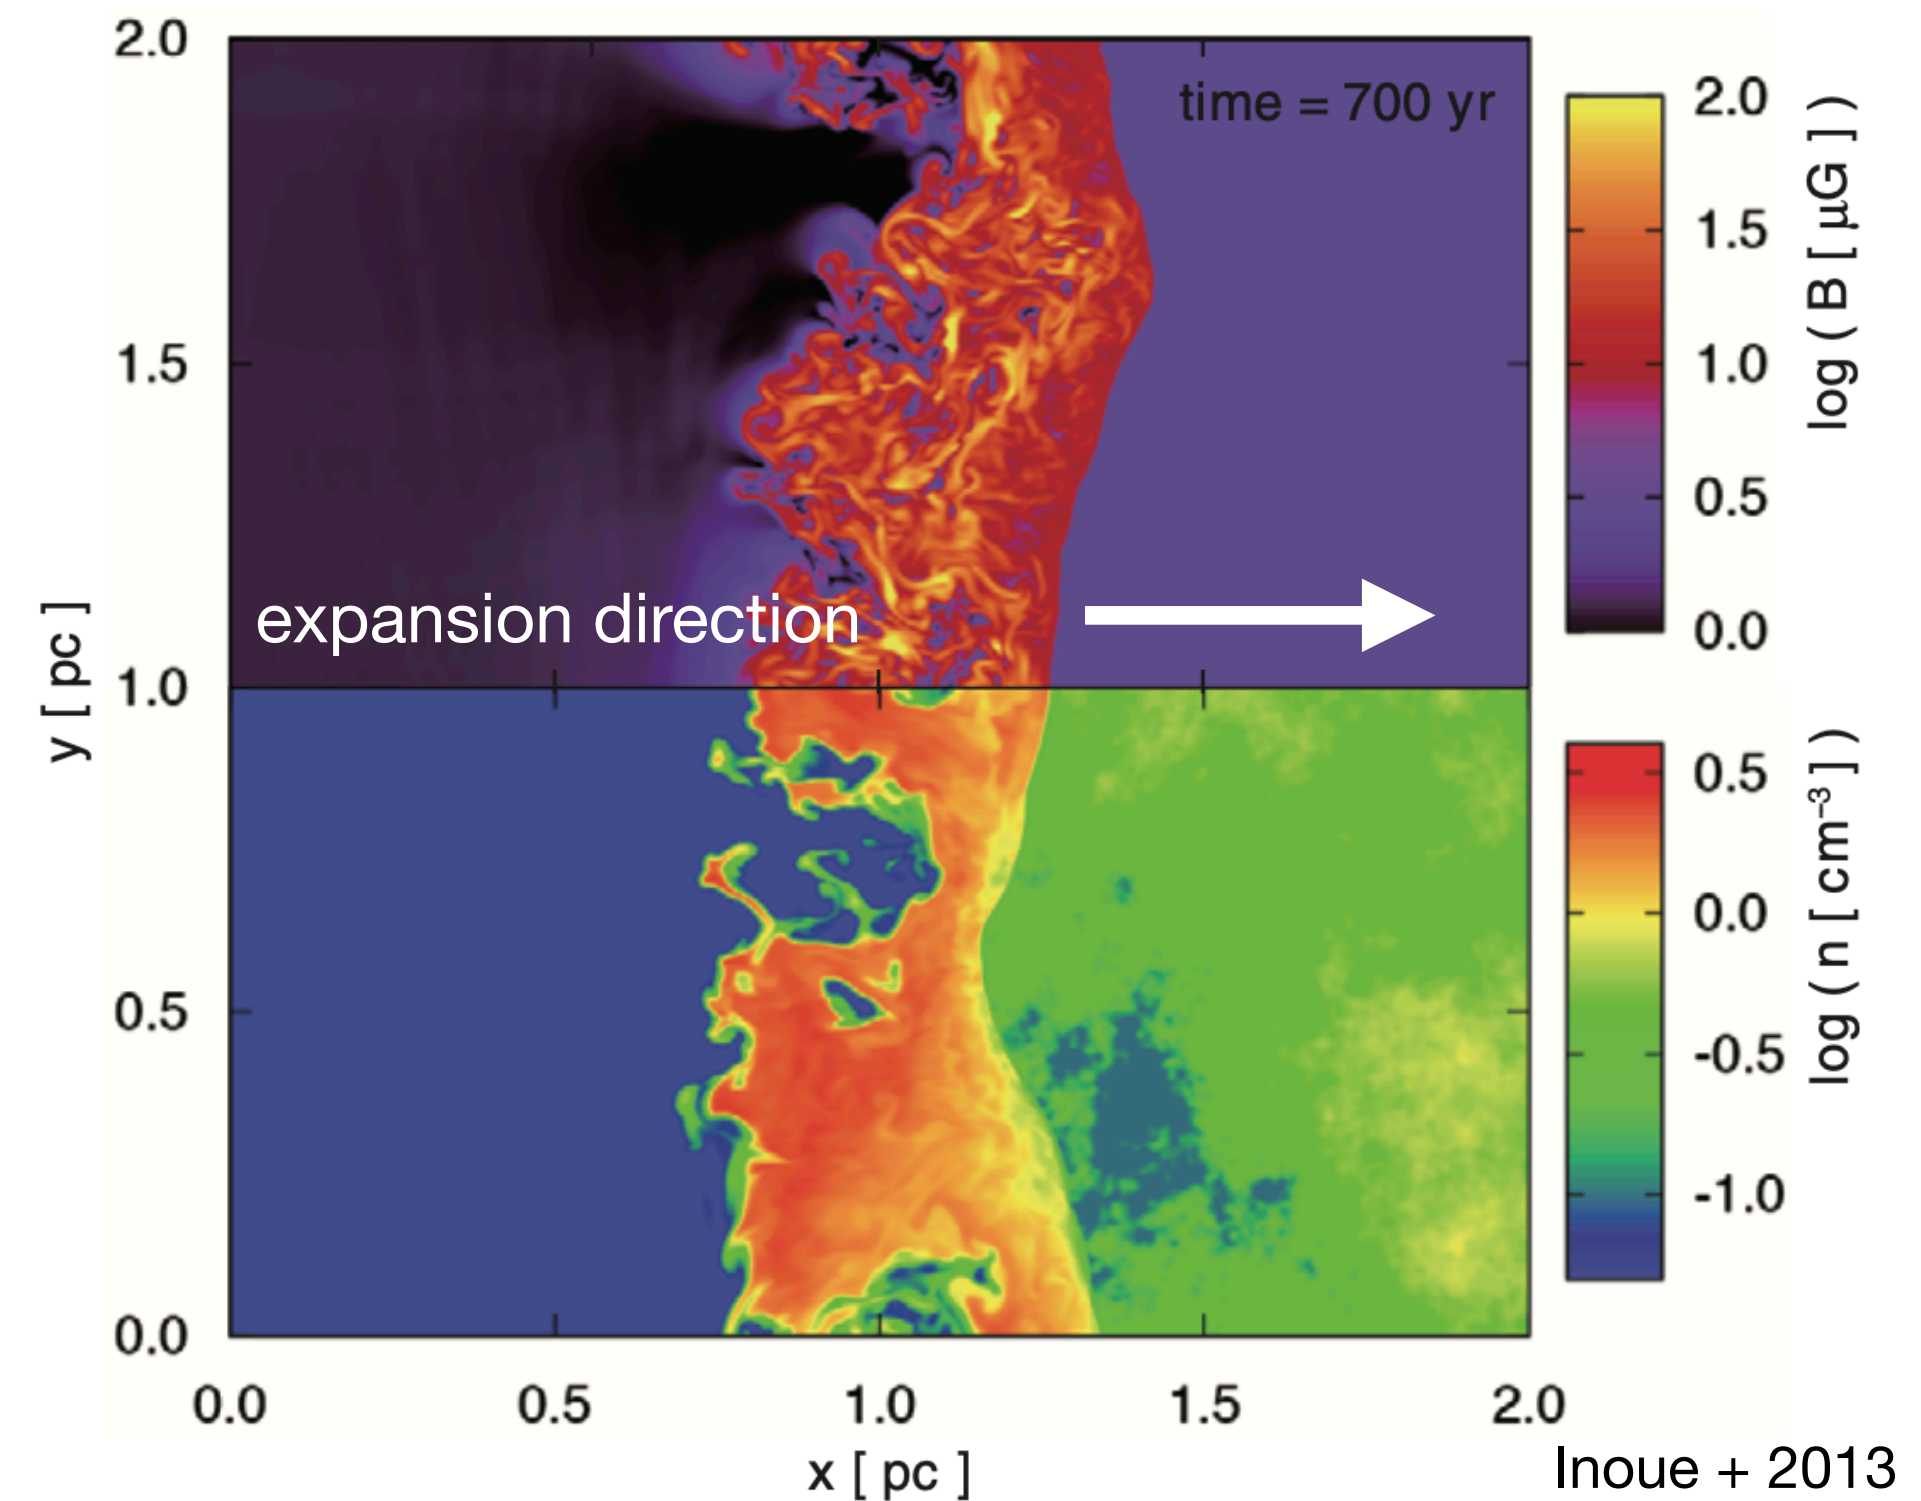 2.0
time = 700 yr
2.0
1.5
1.5
1.0
log ( B [ μG ] )
0.5
expansion direction
0.0
y [ pc ]
1.0
0.5
0.0
log ( n [ cm⁻³ ] )
0.5
-0.5
-1.0
0.0
0.0
0.5
1.0
1.5
2.0
x [ pc ]
Inoue + 2013